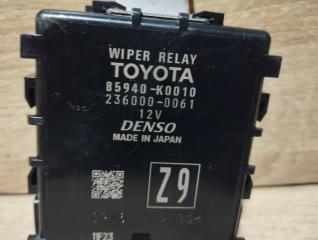 WIPER RELAY
TOYOTA
85940-K0010
236000-0061
12V
DENSO
MADE IN JAPAN
Z9
11F23